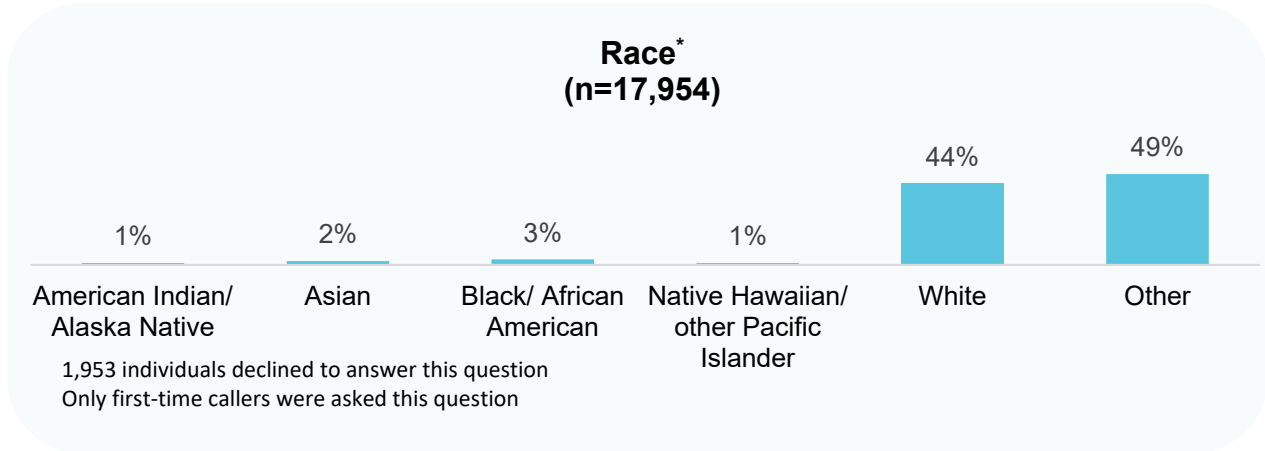 Race*
(n=17,954)
44%
49%
1%
2%
3%
1%
American Indian/
Alaska Native
Asian
Black/ African
American
Native Hawaiian/
other Pacific
Islander
White
Other
1,953 individuals declined to answer this question
Only first-time callers were asked this question